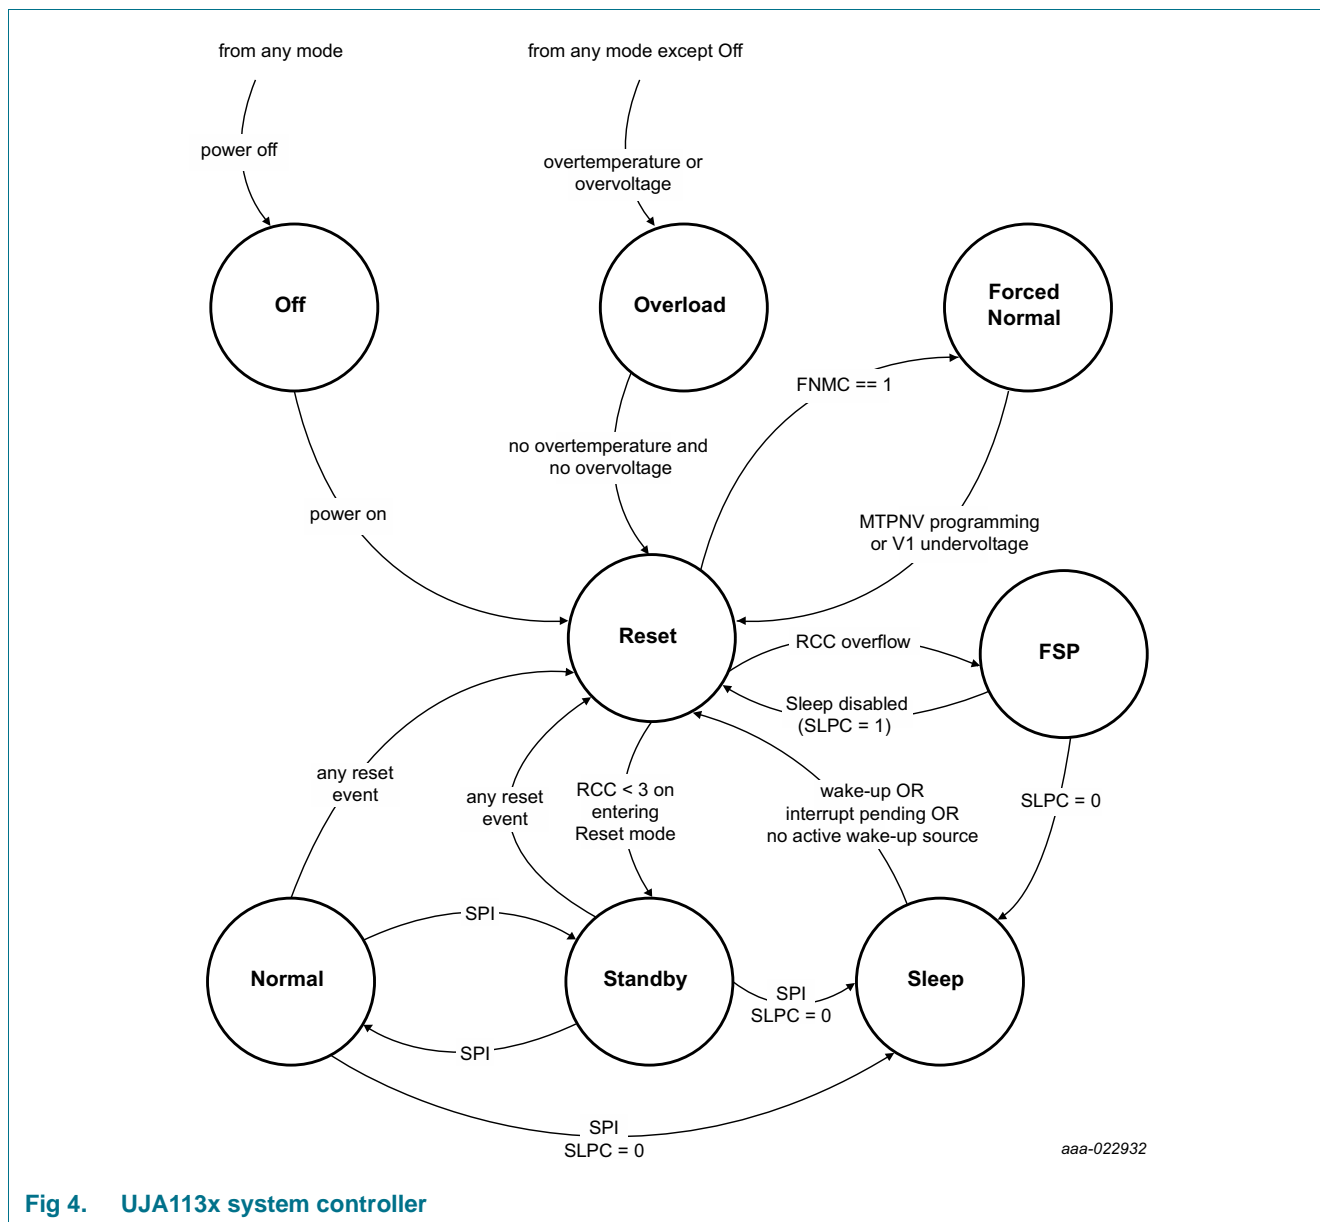 from any mode
from any mode except Off
power off
overtemperature or
overvoltage
Off
Overload
Forced
Normal
FNMC == 1
no overtemperature and
no overvoltage
power on
MTPNV programming
or V1 undervoltage
Reset
RCC overflow
FSP
Sleep disabled
(SLPC = 1)
any reset
event
any reset
event
RCC < 3 on
entering
Reset mode
wake-up OR
interrupt pending OR
no active wake-up source
SLPC = 0
SPI
Normal
Standby
Sleep
SPI
SLPC = 0
SPI
SPI
SLPC = 0
aaa-022932
Fig 4. UJA113x system controller